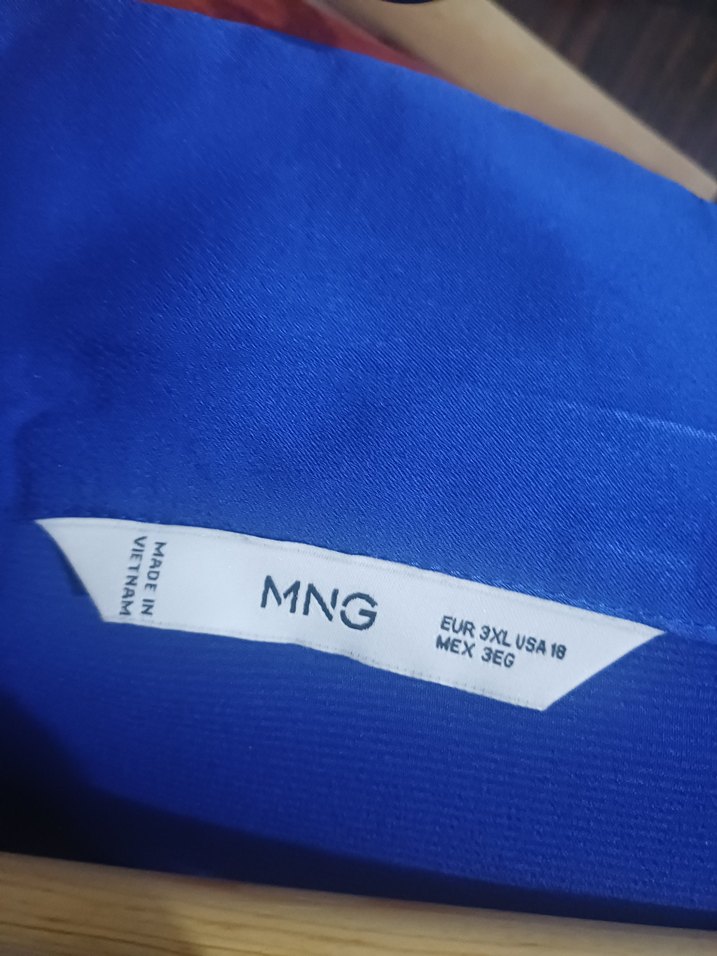 MADE IN
VIETNAM
MNG
EUR 3XL USA 18
MEX 3EG